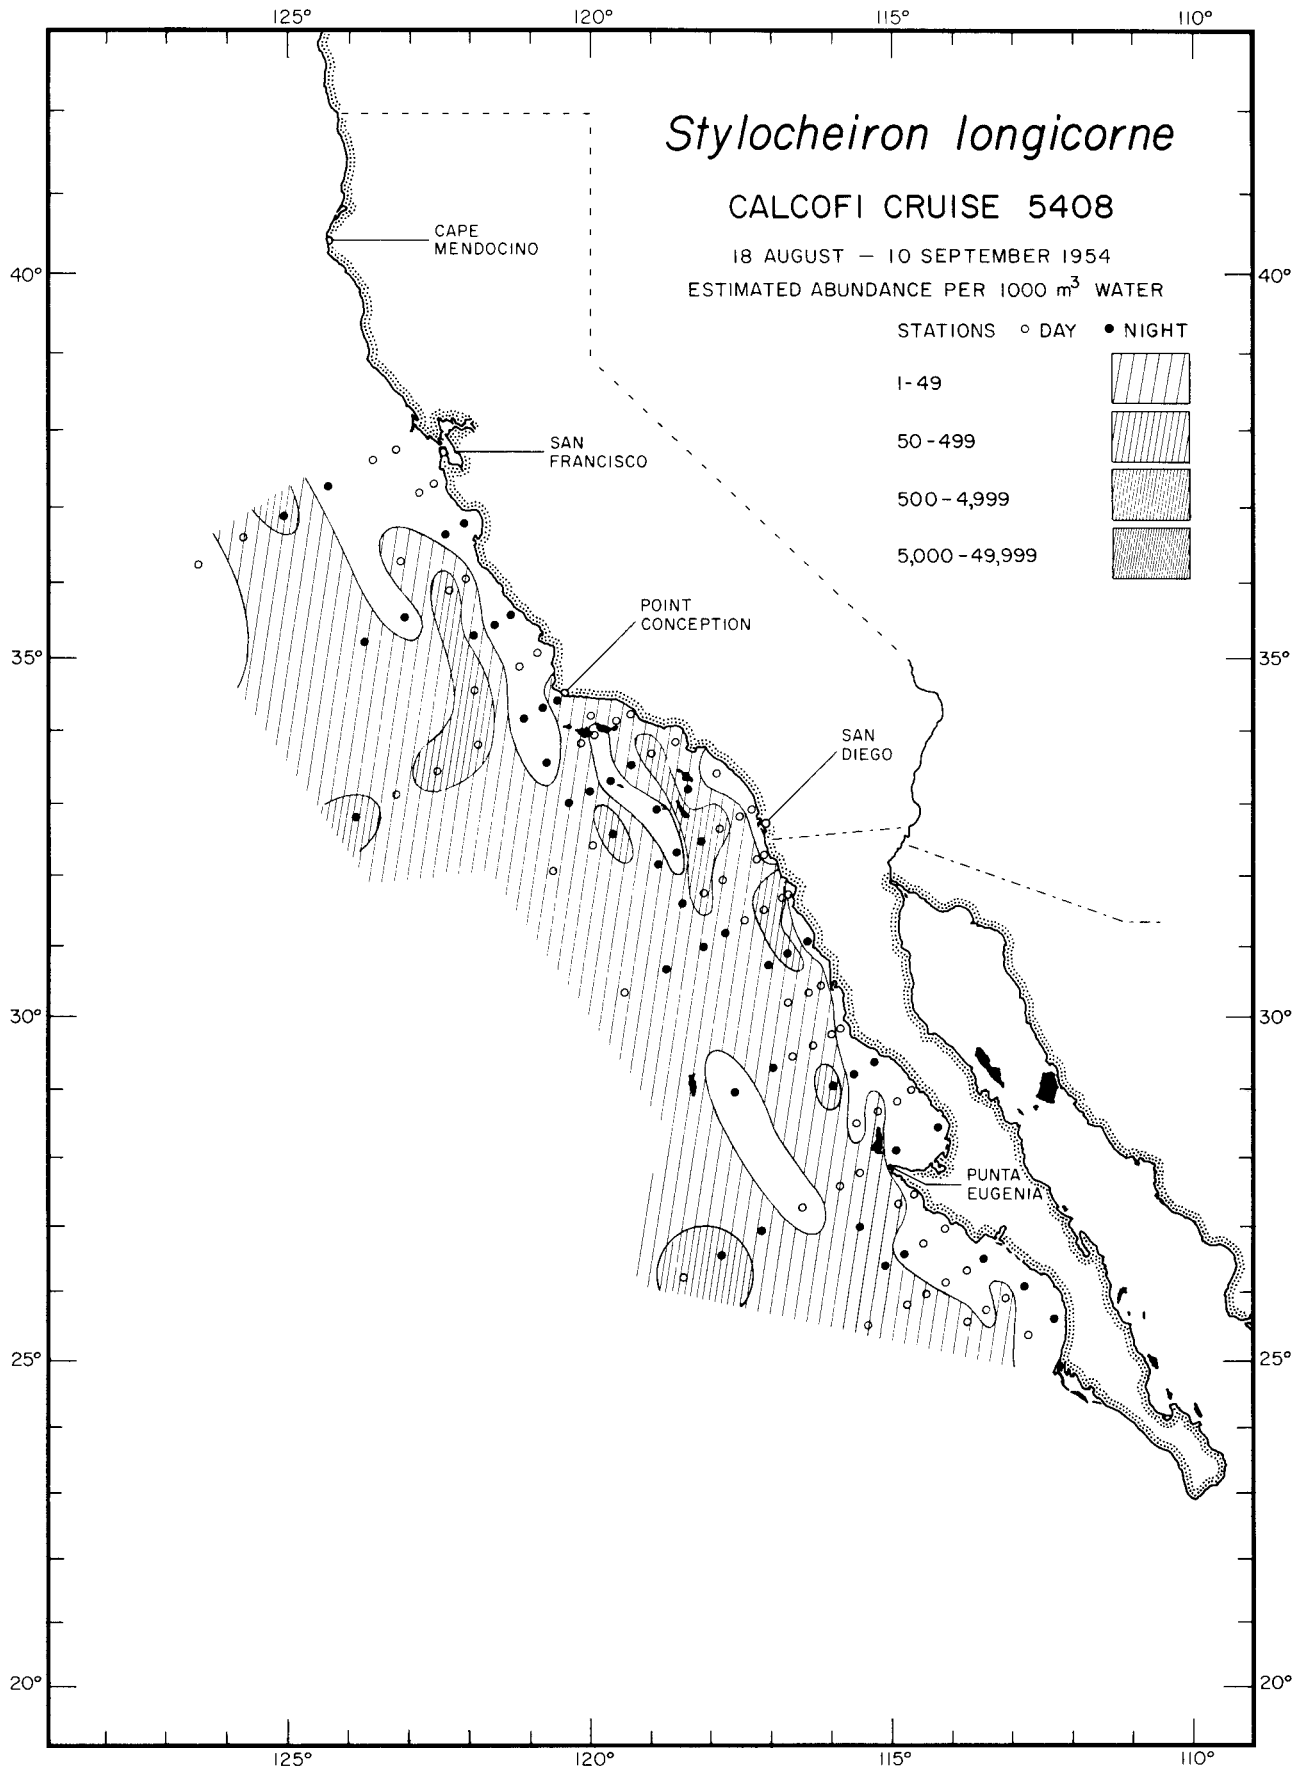 125° 120° 115° 110°
Stylocheiron longicorne
CALCOFI CRUISE 5408
18 AUGUST — 10 SEPTEMBER 1954
ESTIMATED ABUNDANCE PER 1000 m³ WATER
STATIONS ○ DAY ● NIGHT
1-49
50-499
500-4,999
5,000-49,999
CAPE
MENDOCINO
40° 40°
SAN
FRANCISCO
POINT
CONCEPTION
35° 35°
SAN
DIEGO
30° 30°
PUNTA
EUGENIA
25° 25°
20° 20°
125° 120° 115° 110°